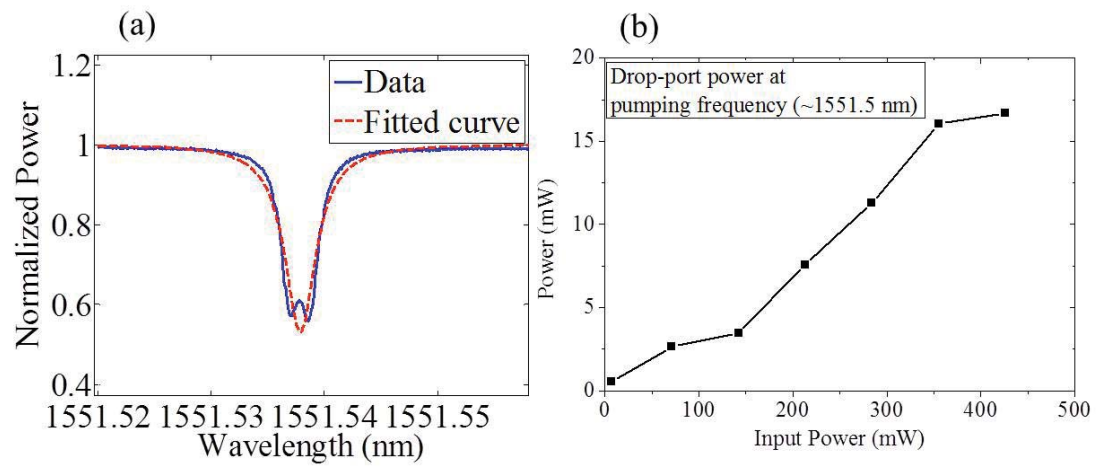 (a)
1.2
1
0.8
0.6
0.4
Normalized Power
Data
Fitted curve
1551.52 1551.53 1551.54 1551.55
Wavelength (nm)
(b)
20
15
10
5
0
Power (mW)
Drop-port power at
pumping frequency (~1551.5 nm)
0 100 200 300 400 500
Input Power (mW)